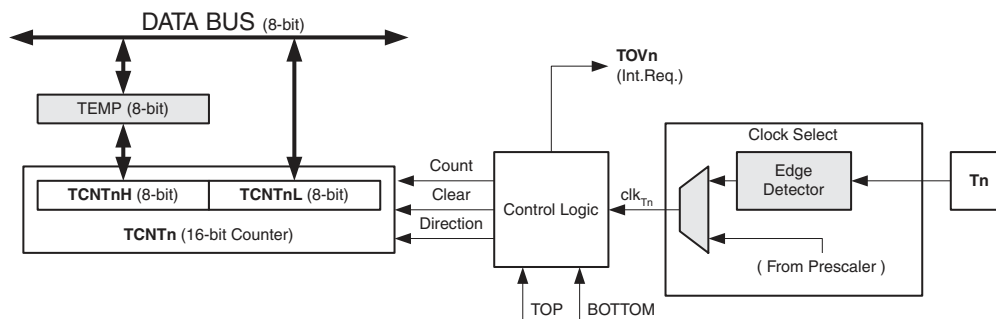 DATA BUS (8-bit)
TOVn
(Int.Req.)
TEMP (8-bit)
Clock Select
Count
Edge
Detector
Tn
TCNTnH (8-bit) TCNTnL (8-bit)
Clear
Control Logic
clkTn
TCNTn (16-bit Counter)
Direction
( From Prescaler )
TOP BOTTOM